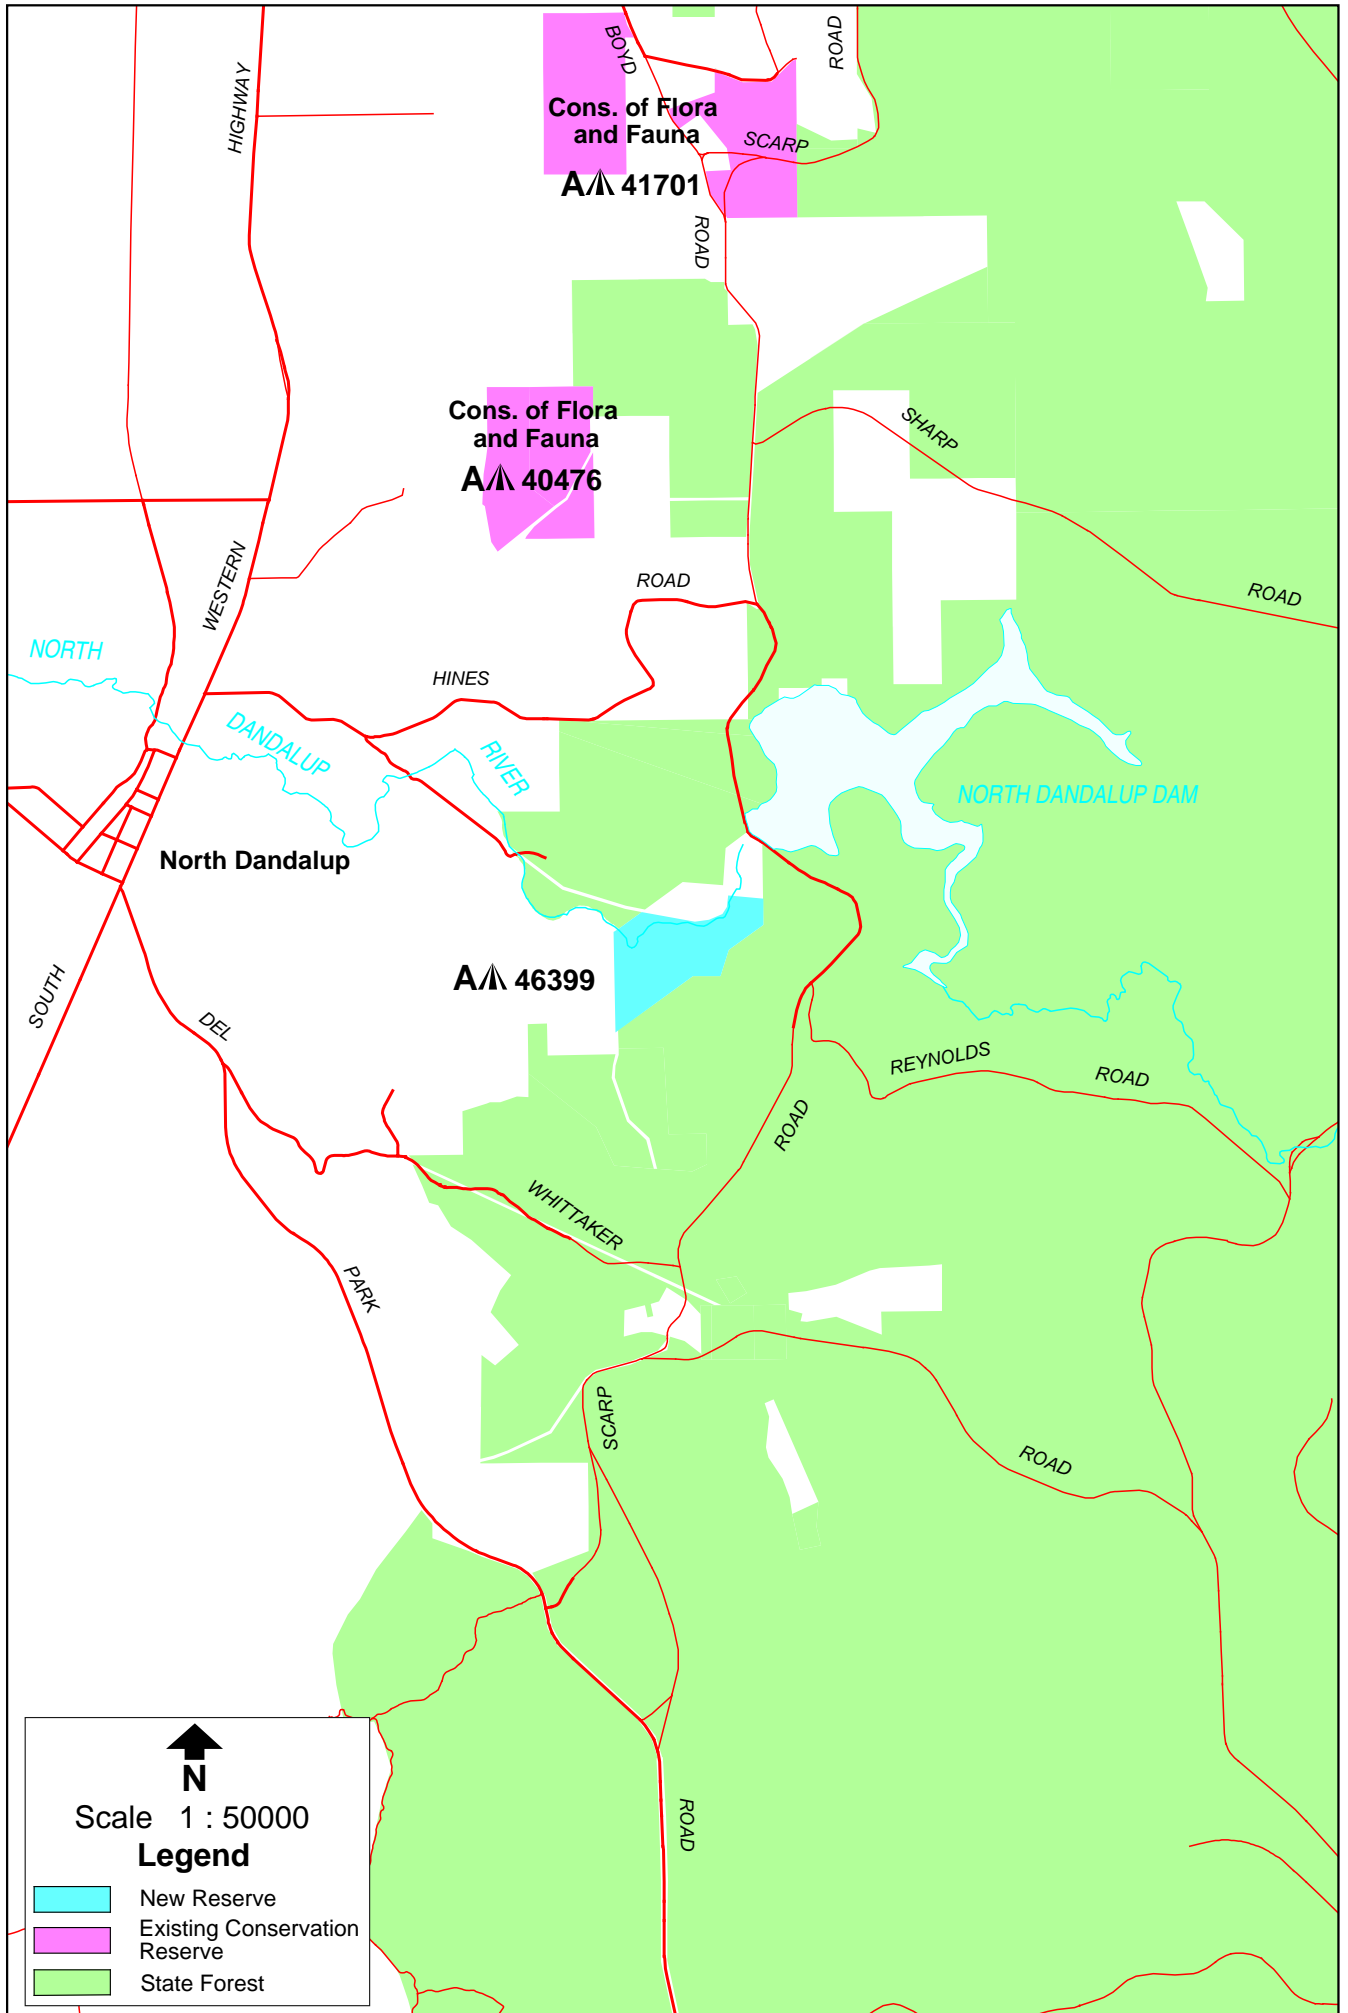 BOYD
ROAD
HIGHWAY
Cons. of Flora
and Fauna
SCARP
A 41701
ROAD
Cons. of Flora
and Fauna
A 40476
SHARP
ROAD
WESTERN
ROAD
NORTH
HINES
DANDALUP
RIVER
NORTH DANDALUP DAM
North Dandalup
A 46399
SOUTH
DEL
REYNOLDS
ROAD
ROAD
WHITTAKER
PARK
SCARP
ROAD
ROAD
N
Scale 1 : 50000
Legend
New Reserve
Existing Conservation
Reserve
State Forest